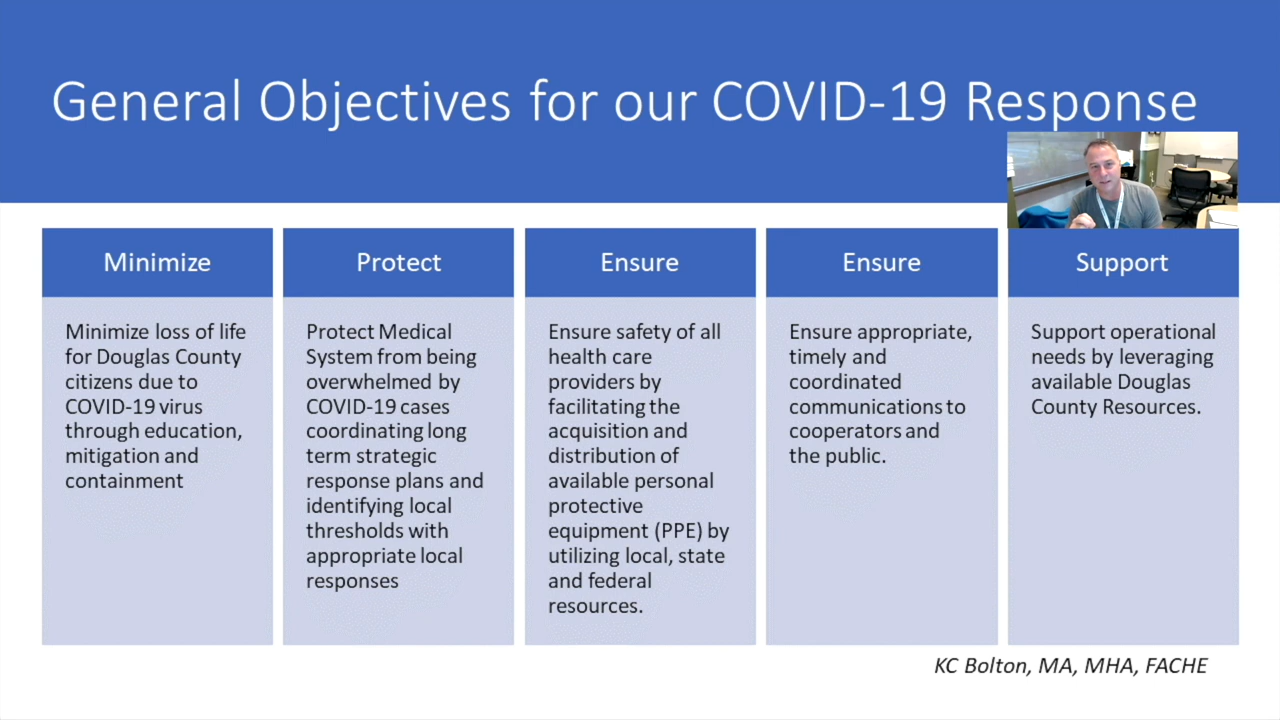 General Objectives for our COVID-19 Response
Minimize
Minimize loss of life
for Douglas County
citizens due to
COVID-19 virus
through education,
mitigation and
containment
Protect
Protect Medical
System from being
overwhelmed by
COVID-19 cases
coordinating long
term strategic
response plans and
identifying local
thresholds with
appropriate local
responses
Ensure
Ensure safety of all
health care
providers by
facilitating the
acquisition and
distribution of
available personal
protective
equipment (PPE) by
utilizing local, state
and federal
resources.
Ensure
Ensure appropriate,
timely and
coordinated
communications to
cooperators and
the public.
Support
Support operational
needs by leveraging
available Douglas
County Resources.
KC Bolton, MA, MHA, FACHE